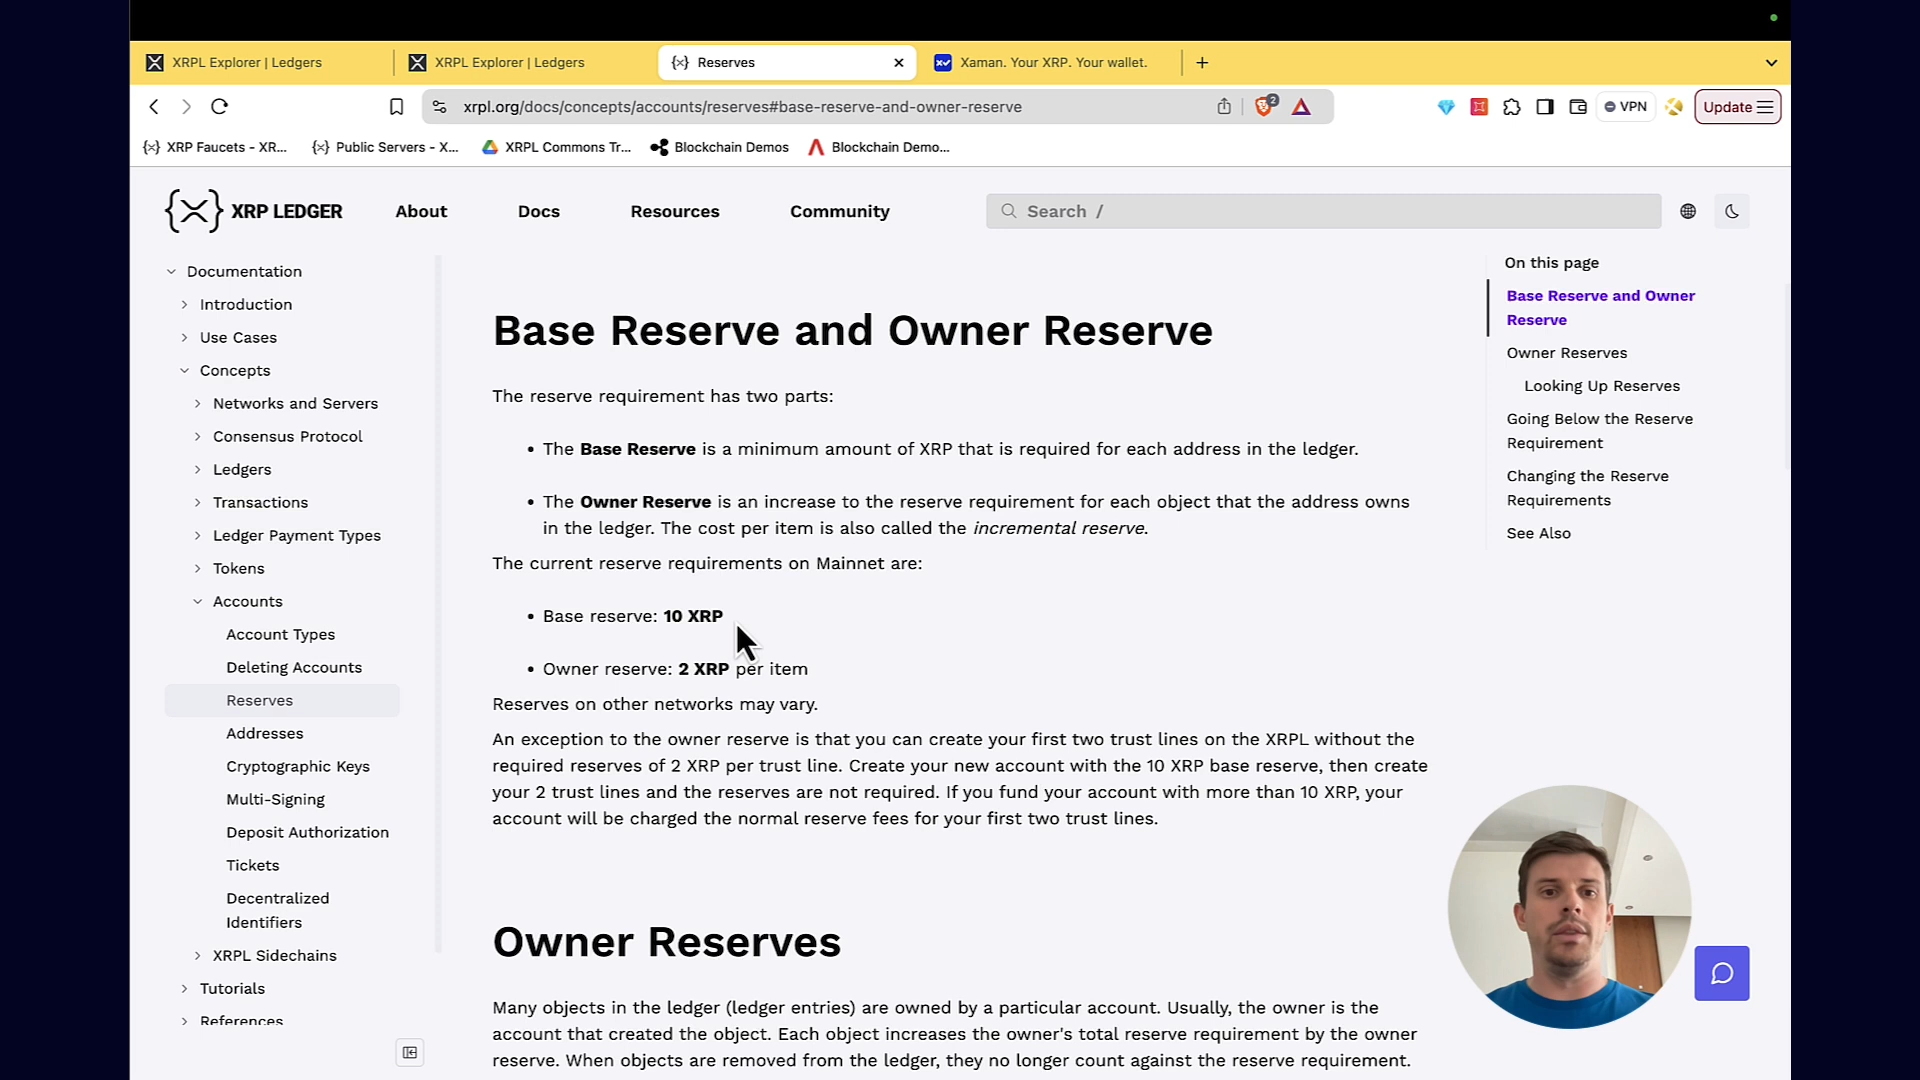 XRPL Explorer | Ledgers
XRPL Explorer | Ledgers
Reserves
Xaman. Your XRP. Your wallet.
xrpl.org/docs/concepts/accounts/reserves#base-reserve-and-owner-reserve
2
VPN
Update
XRP Faucets - XR...
Public Servers - X...
XRPL Commons Tr...
Blockchain Demos
Blockchain Demo...
XRP LEDGER
About
Docs
Resources
Community
Search /
Documentation
Introduction
Use Cases
Concepts
Networks and Servers
Consensus Protocol
Ledgers
Transactions
Ledger Payment Types
Tokens
Accounts
Account Types
Deleting Accounts
Reserves
Addresses
Cryptographic Keys
Multi-Signing
Deposit Authorization
Tickets
Decentralized
Identifiers
XRPL Sidechains
Tutorials
References
Base Reserve and Owner Reserve
The reserve requirement has two parts:
• The Base Reserve is a minimum amount of XRP that is required for each address in the ledger.
• The Owner Reserve is an increase to the reserve requirement for each object that the address owns
in the ledger. The cost per item is also called the incremental reserve.
The current reserve requirements on Mainnet are:
• Base reserve: 10 XRP
• Owner reserve: 2 XRP per item
Reserves on other networks may vary.
An exception to the owner reserve is that you can create your first two trust lines on the XRPL without the
required reserves of 2 XRP per trust line. Create your new account with the 10 XRP base reserve, then create
your 2 trust lines and the reserves are not required. If you fund your account with more than 10 XRP, your
account will be charged the normal reserve fees for your first two trust lines.
Owner Reserves
Many objects in the ledger (ledger entries) are owned by a particular account. Usually, the owner is the
account that created the object. Each object increases the owner's total reserve requirement by the owner
reserve. When objects are removed from the ledger, they no longer count against the reserve requirement.
On this page
Base Reserve and Owner
Reserve
Owner Reserves
Looking Up Reserves
Going Below the Reserve
Requirement
Changing the Reserve
Requirements
See Also